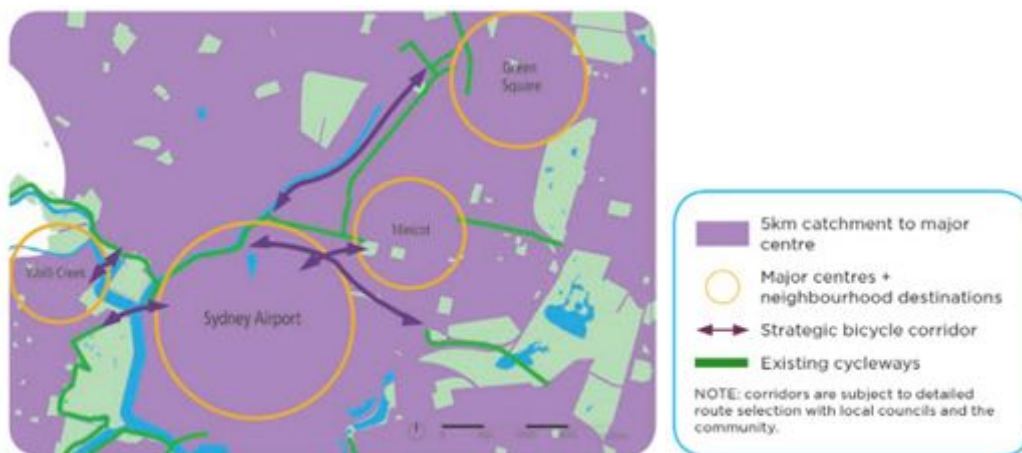 Green
Square
Mascot
Wolli Creek
Sydney Airport
5km catchment to major
centre
Major centres +
neighbourhood destinations
Strategic bicycle corridor
Existing cycleways
NOTE: corridors are subject to detailed
route selection with local councils and the
community.